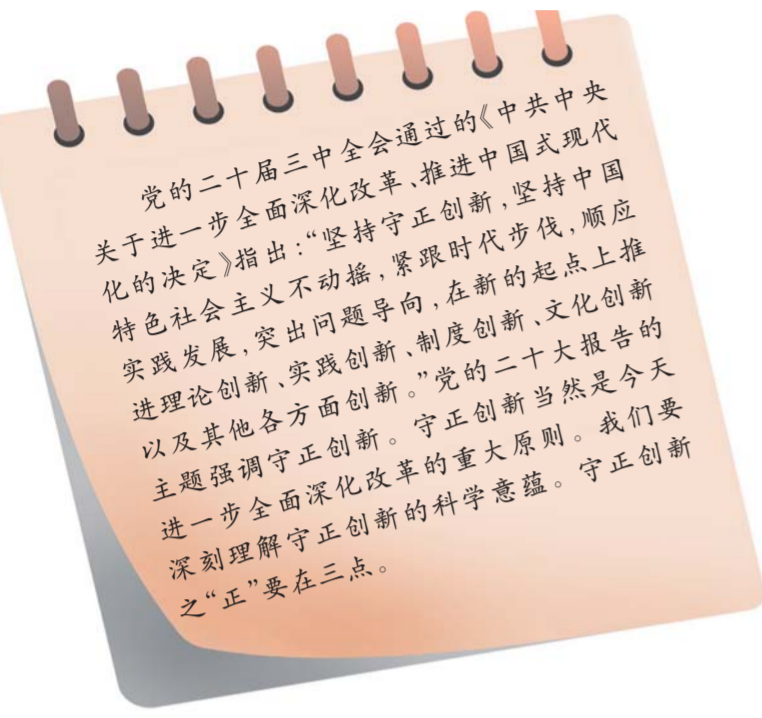 党的二十届三中全会通过的《中共中央
关于进一步全面深化改革、推进中国式现代
化的决定》指出：“坚持守正创新，坚持中国
特色社会主义不动摇，紧跟时代步伐，顺应
实践发展，突出问题导向，在新的起点上推
进理论创新、实践创新、制度创新、文化创新
以及其他各方面创新。”党的二十大报告的
主题强调守正创新。守正创新当然是今天
进一步全面深化改革的重大原则。我们要
深刻理解守正创新的科学意蕴。守正创新
之“正”要在三点。